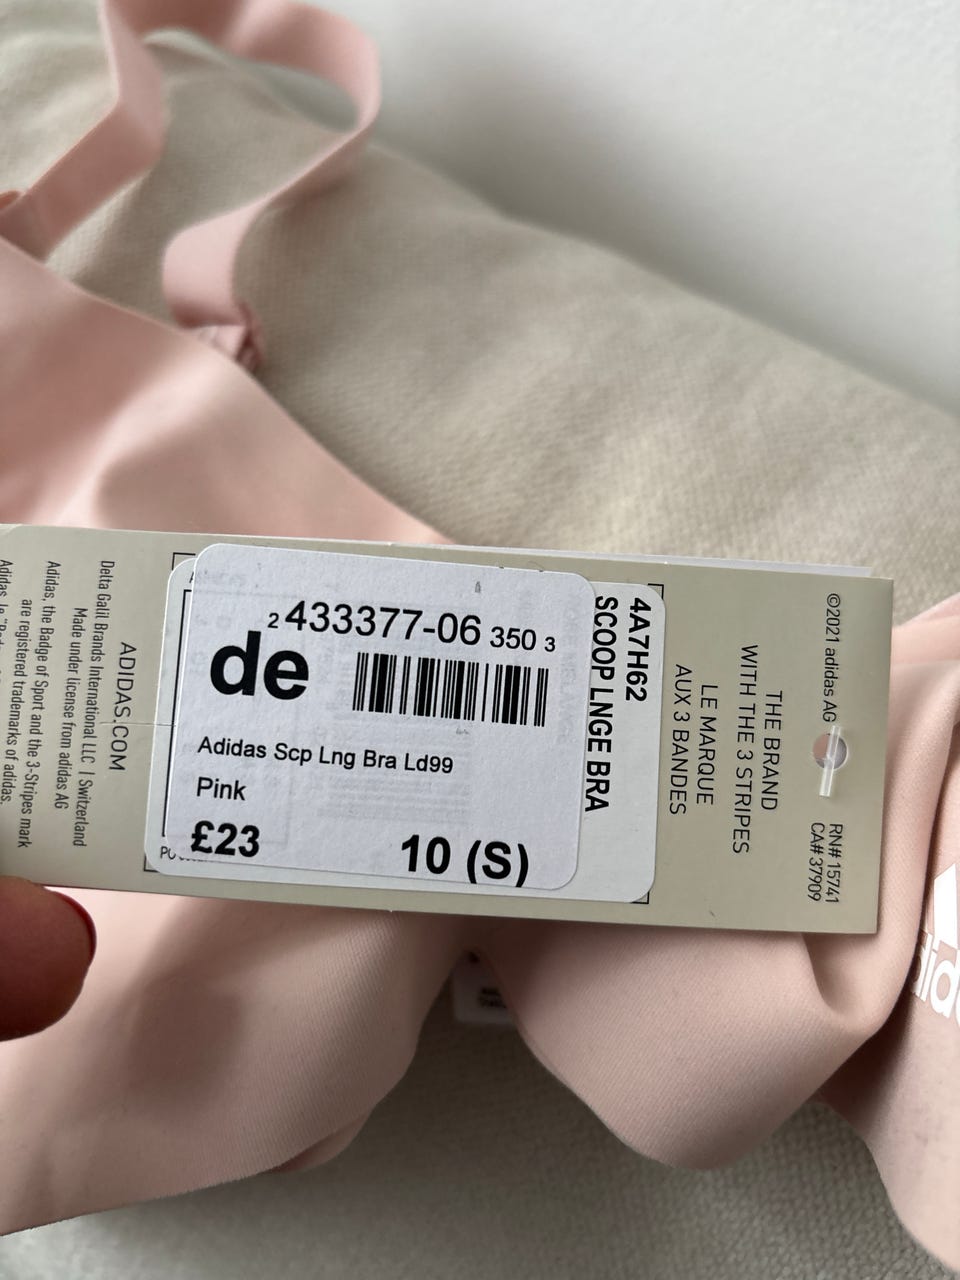 2 433377-06 350 3
de
Adidas Scp Lng Bra Ld99
Pink
£23
10 (S)
4A7H62
SCOOP LNGE BRA
©2021 adidas AG
RN# 15741
CA# 37909
THE BRAND
WITH THE 3 STRIPES
LE MARQUE
AUX 3 BANDES
ADIDAS.COM
Delta Galil Brands International LLC | Switzerland
Made under license from adidas AG
Adidas, the Badge of Sport and the 3-Stripes mark
are registered trademarks of adidas.
Adidas, le
PO